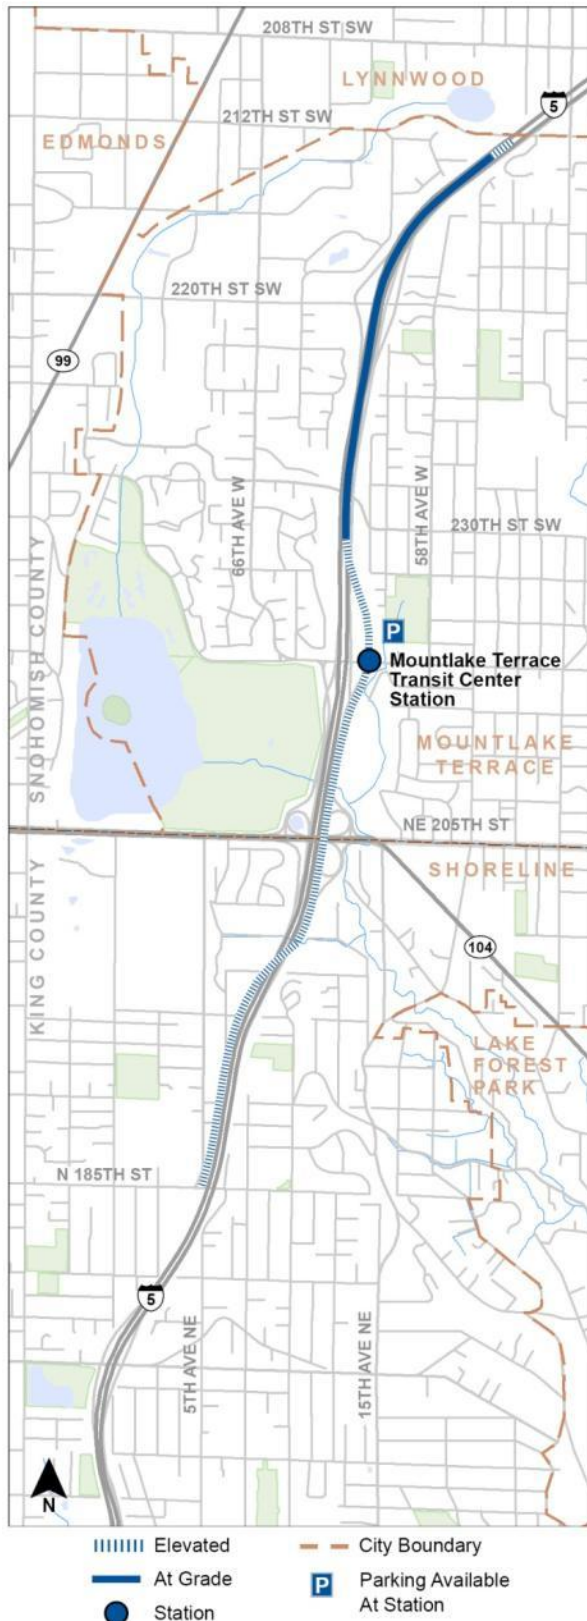 208TH ST SW
LYNNWOOD
5
212TH ST SW
EDMONDS
220TH ST SW
99
66TH AVE W
58TH AVE W
230TH ST SW
SNOHOMISH COUNTY
P
Mountlake Terrace
Transit Center
Station
MOUNTLAKE
TERRACE
NE 205TH ST
SHORELINE
KING COUNTY
104
LAKE
FOREST
PARK
N 185TH ST
5
5TH AVE NE
15TH AVE NE
N
Elevated
City Boundary
At Grade
P
Parking Available
At Station
Station